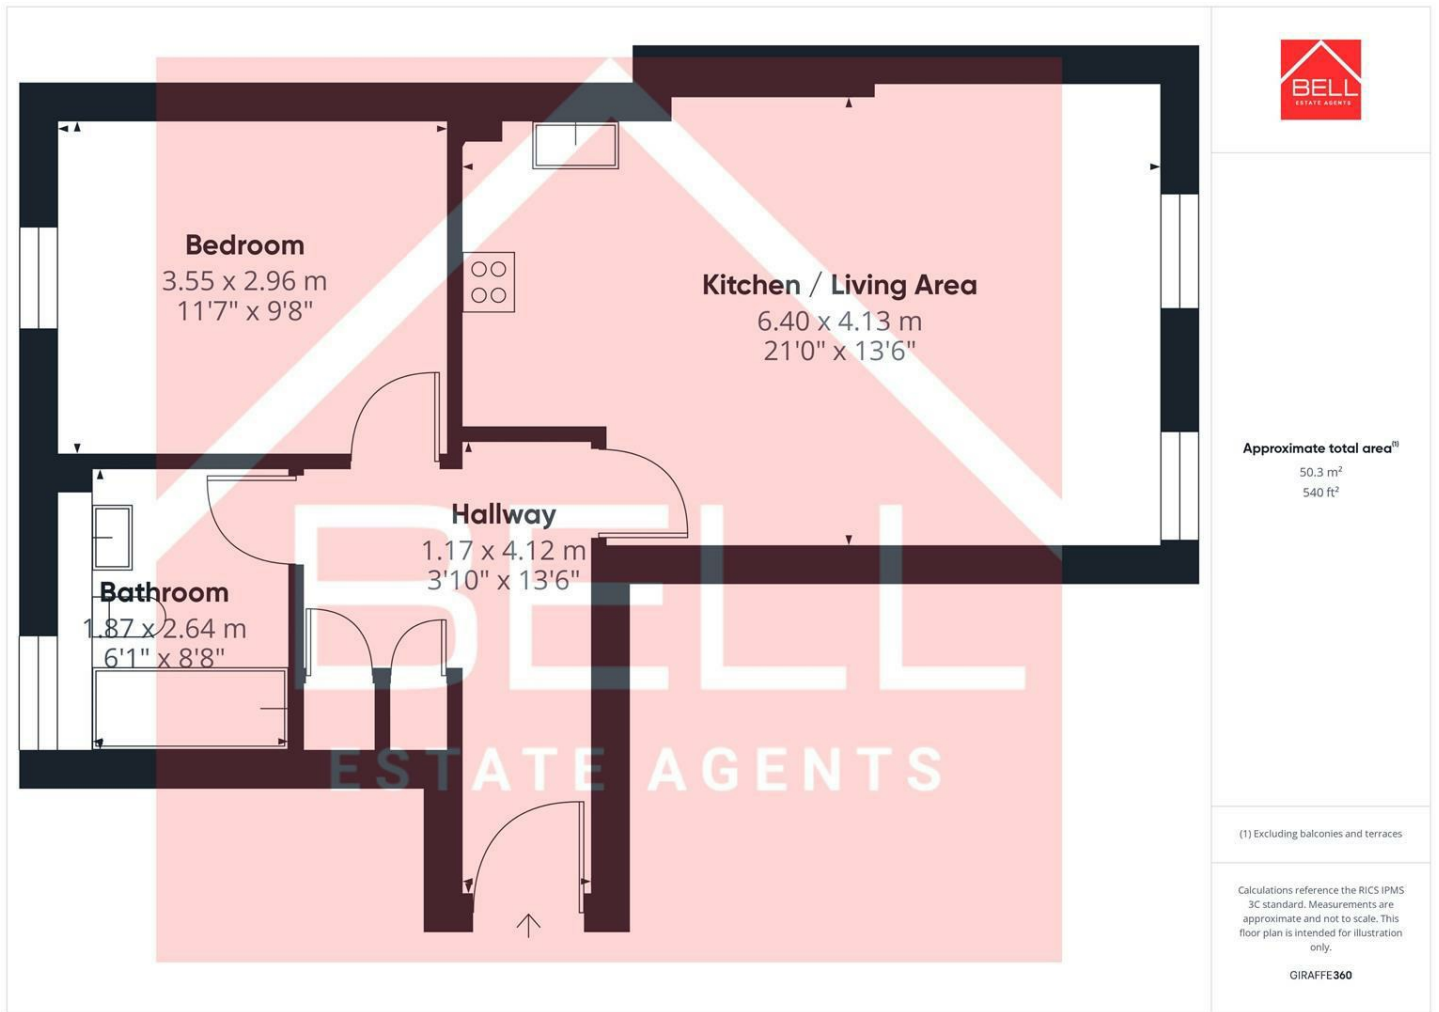 Bedroom
3.55 x 2.96 m
11'7" x 9'8"
Kitchen / Living Area
6.40 x 4.13 m
21'0" x 13'6"
Hallway
1.17 x 4.12 m
3'10" x 13'6"
Bathroom
1.87 x 2.64 m
6'1" x 8'8"
BELL
ESTATE AGENTS
BELL
ESTATE AGENTS
Approximate total area(1)
50.3 m²
540 ft²
(1) Excluding balconies and terraces
Calculations reference the RICS IPMS
3C standard. Measurements are
approximate and not to scale. This
floor plan is intended for illustration
only.
GIRAFFE360